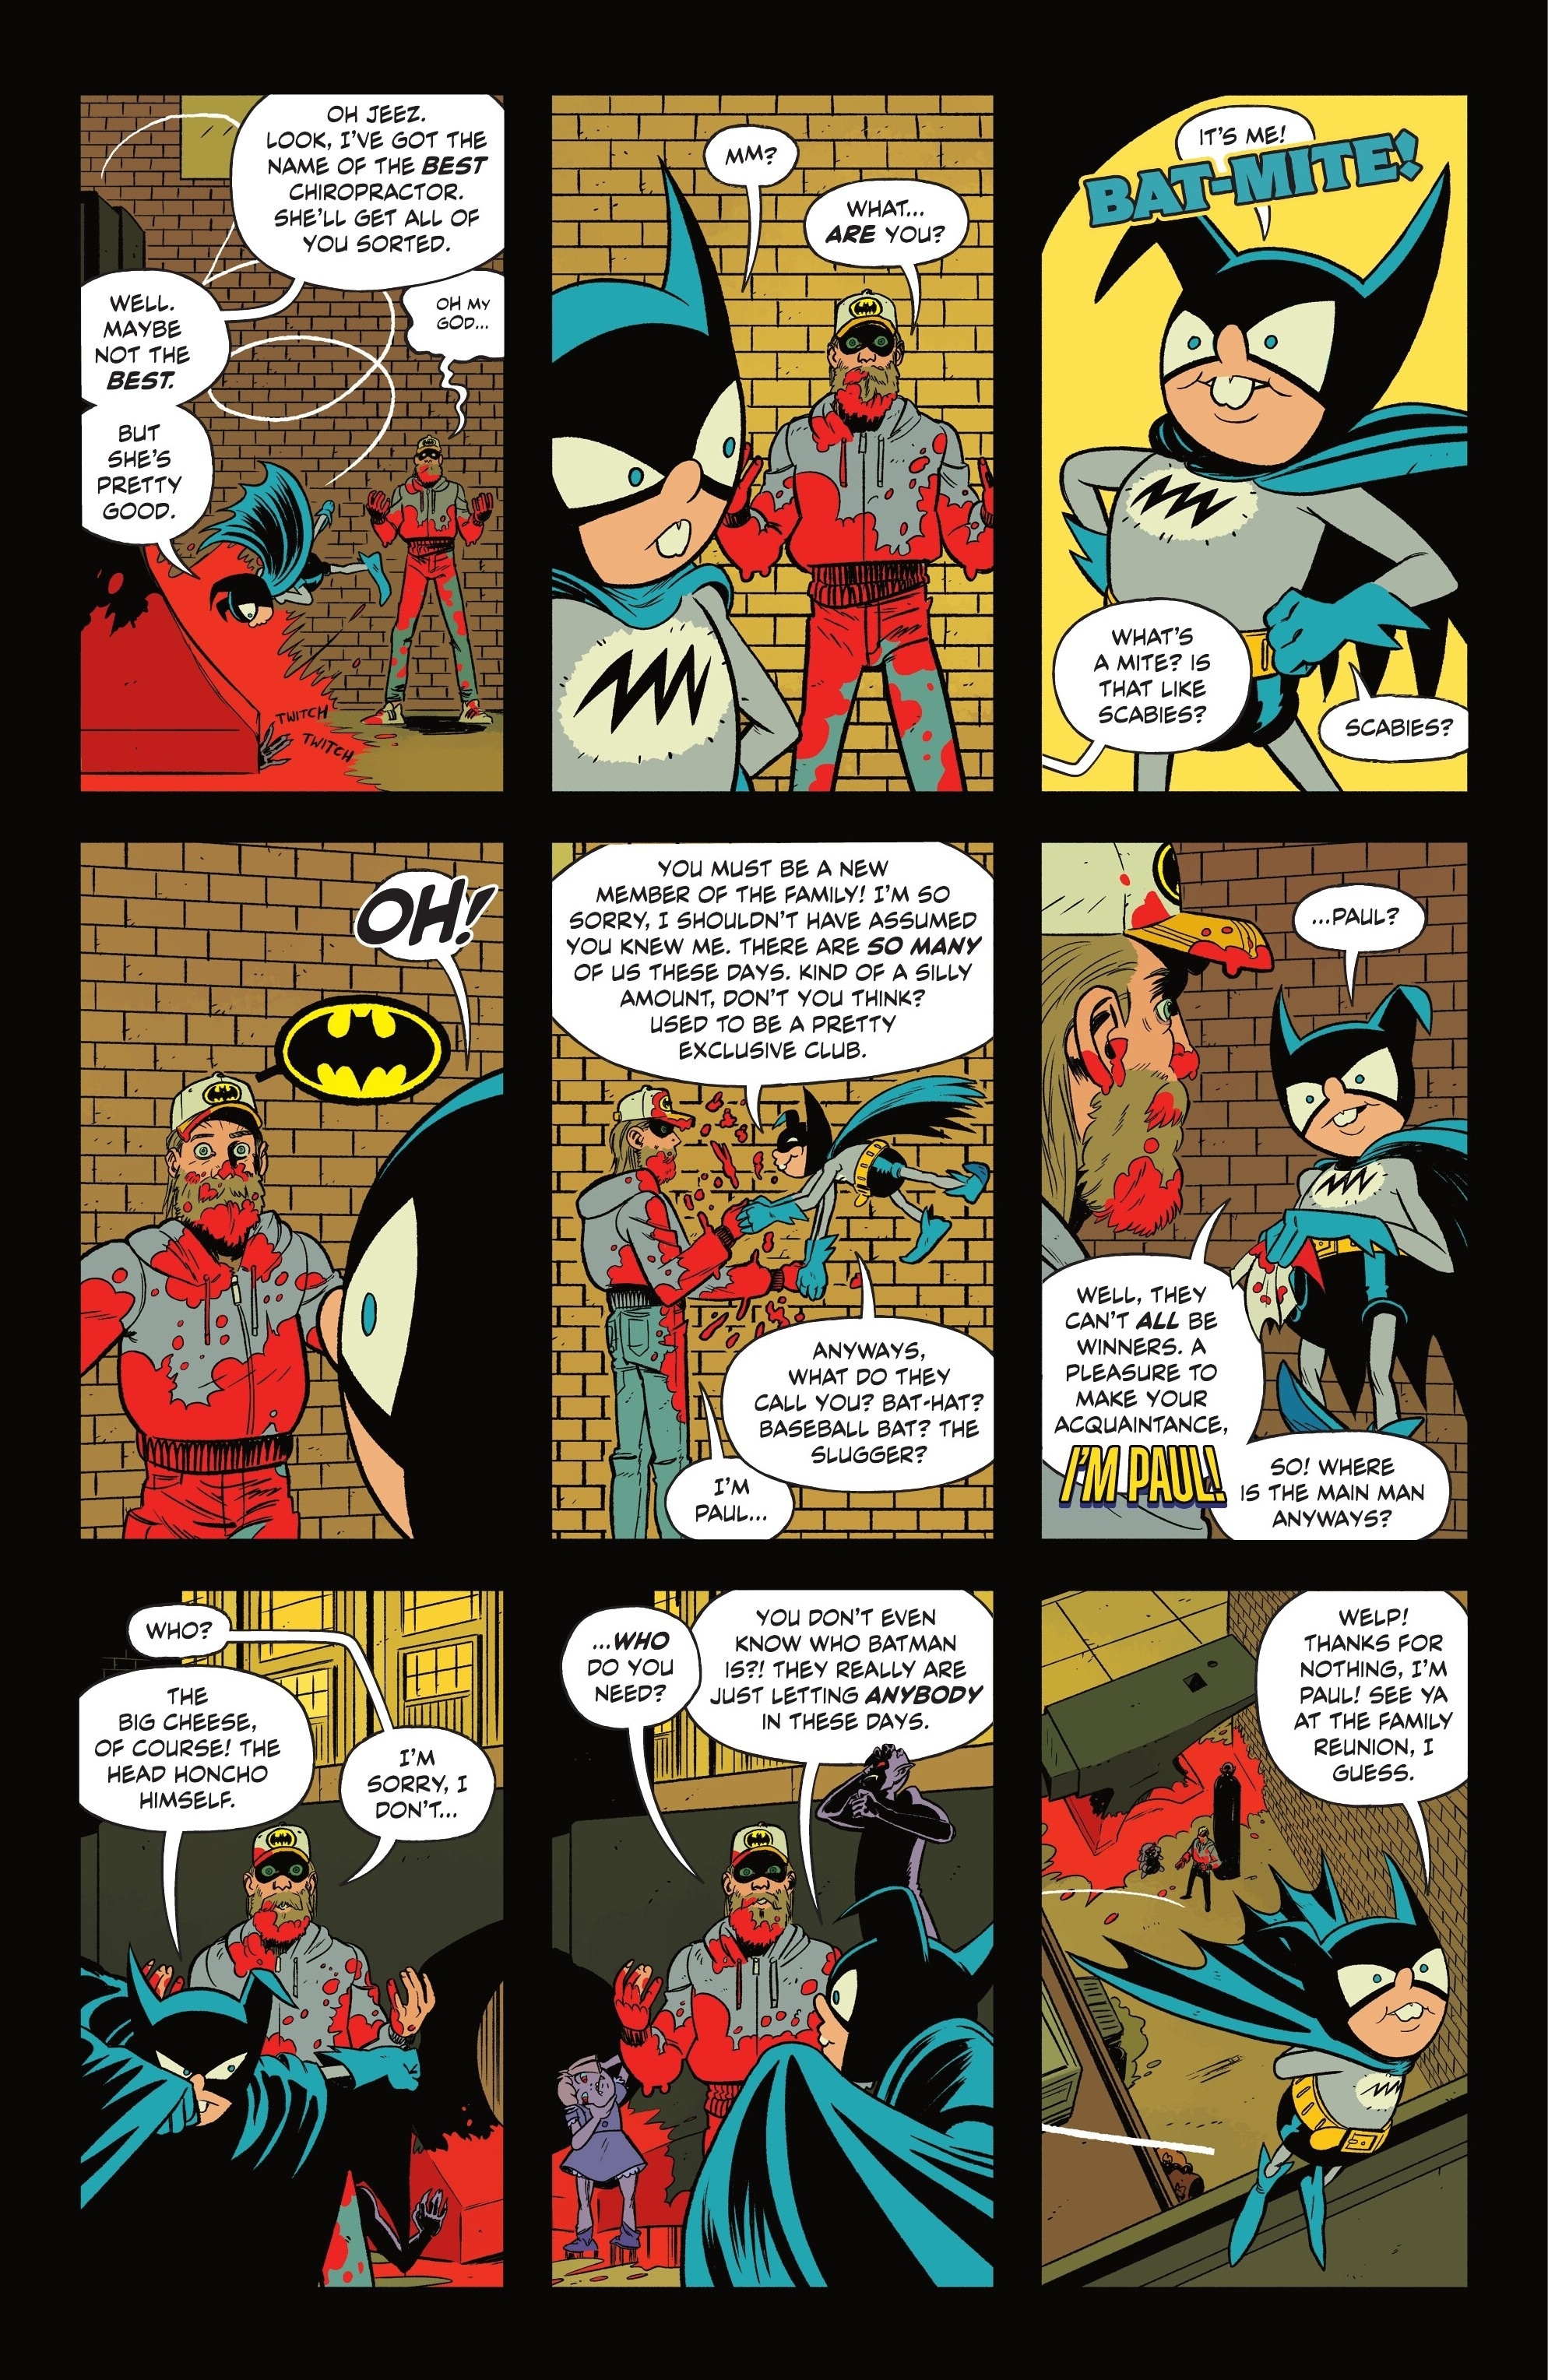 OH JEEZ.
LOOK, I'VE GOT THE
NAME OF THE BEST
CHIROPRACTOR.
SHE'LL GET ALL OF
YOU SORTED.
WELL.
MAYBE
NOT THE
BEST.
OH MY
GOD...
BUT
SHE'S
PRETTY
GOOD.
TWITCH
TWITCH
MM?
WHAT...
ARE YOU?
IT'S ME!
BAT-MITE!
WHAT'S
A MITE? IS
THAT LIKE
SCABIES?
SCABIES?
OH!
YOU MUST BE A NEW
MEMBER OF THE FAMILY! I'M SO
SORRY, I SHOULDN'T HAVE ASSUMED
YOU KNEW ME. THERE ARE SO MANY
OF US THESE DAYS. KIND OF A SILLY
AMOUNT, DON'T YOU THINK?
USED TO BE A PRETTY
EXCLUSIVE CLUB.
ANYWAYS,
WHAT DO THEY
CALL YOU? BAT-HAT?
BASEBALL BAT? THE
SLUGGER?
I'M
PAUL...
...PAUL?
WELL, THEY
CAN'T ALL BE
WINNERS. A
PLEASURE TO
MAKE YOUR
ACQUAINTANCE,
I'M PAUL!
SO! WHERE
IS THE MAIN MAN
ANYWAYS?
WHO?
THE
BIG CHEESE,
OF COURSE! THE
HEAD HONCHO
HIMSELF.
I'M
SORRY, I
DON'T...
...WHO
DO YOU
NEED?
YOU DON'T EVEN
KNOW WHO BATMAN
IS?! THEY REALLY ARE
JUST LETTING ANYBODY
IN THESE DAYS.
WELP!
THANKS FOR
NOTHING, I'M
PAUL! SEE YA
AT THE FAMILY
REUNION, I
GUESS.